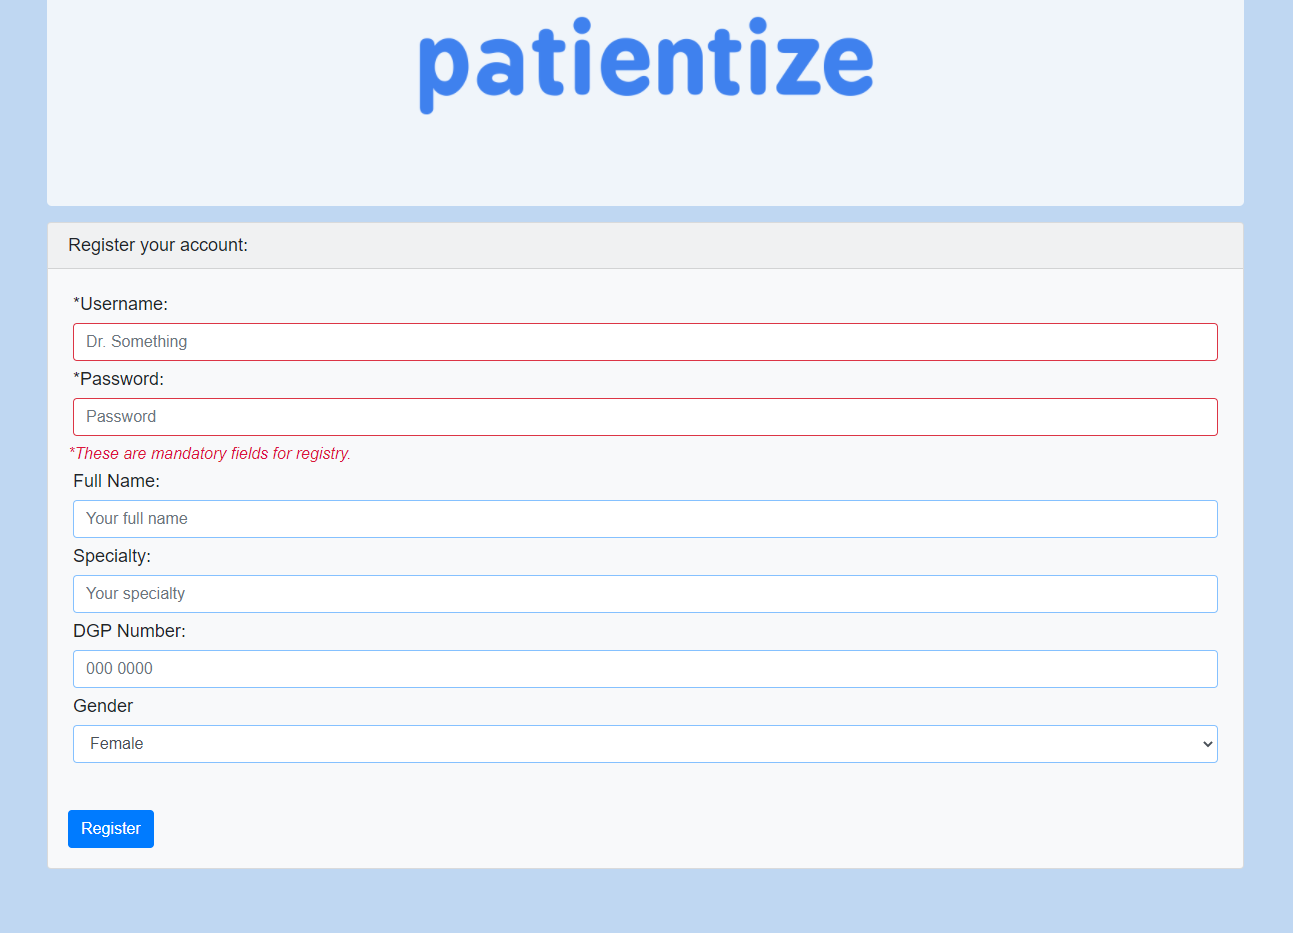 patientize
Register your account:
*Username:
Dr. Something
*Password:
Password
*These are mandatory fields for registry.
Full Name:
Your full name
Specialty:
Your specialty
DGP Number:
000 0000
Gender
Female
Register